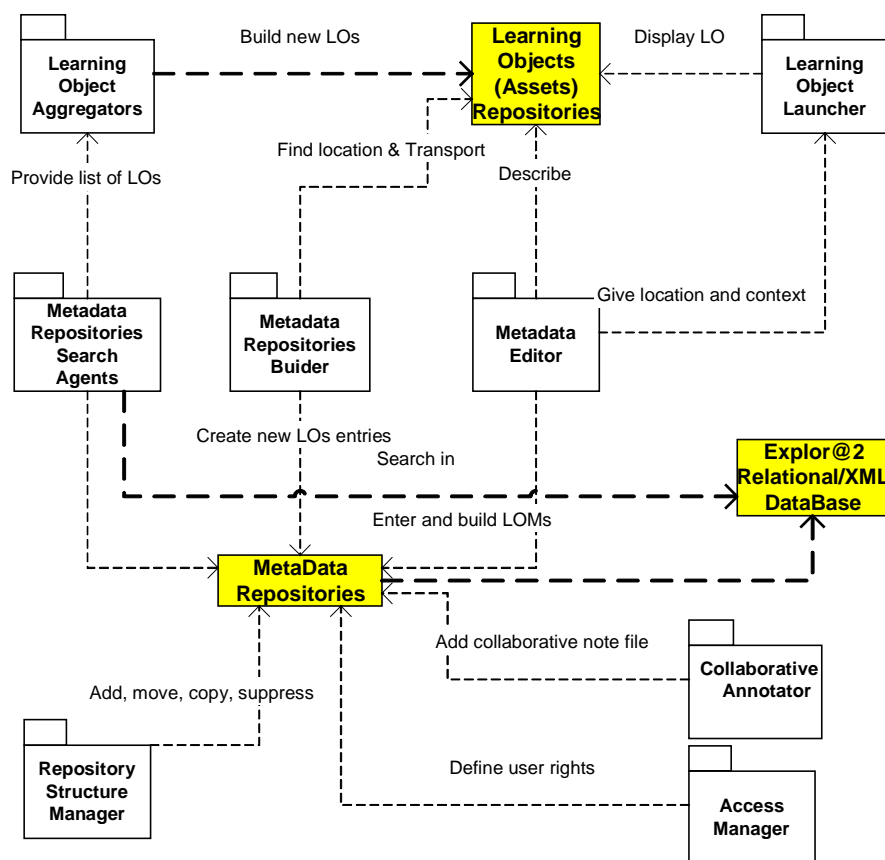 Build new LOs
Learning
Objects
(Assets)
Repositories
Display LO
Learning
Object
Aggregators
Learning
Object
Launcher
Find location & Transport
Provide list of LOs
Describe
Metadata
Repositories
Search
Agents
Metadata
Repositories
Buider
Metadata
Editor
Give location and context
Create new LOs entries
Search in
Explor@2
Relational/XML
DataBase
Enter and build LOMs
MetaData
Repositories
Add collaborative note file
Collaborative
Annotator
Add, move, copy, suppress
Repository
Structure
Manager
Define user rights
Access
Manager